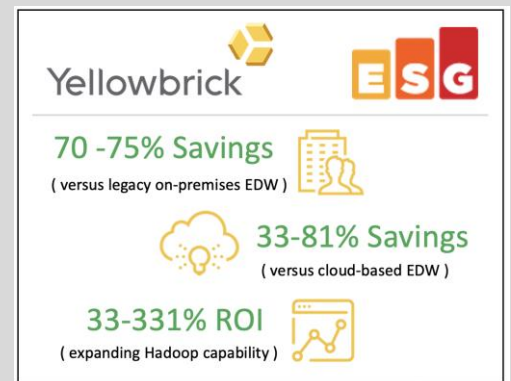 Yellowbrick
ESG
70 -75% Savings
( versus legacy on-premises EDW )
33-81% Savings
( versus cloud-based EDW )
33-331% ROI
( expanding Hadoop capability )